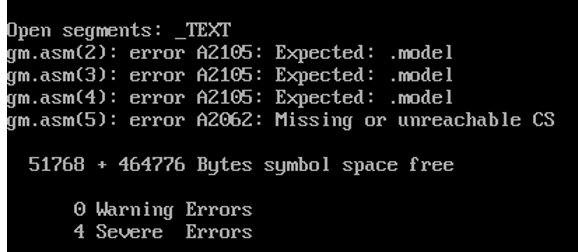 Open segments: _TEXT
gm.asm(2): error A2105: Expected: .model
gm.asm(3): error A2105: Expected: .model
gm.asm(4): error A2105: Expected: .model
gm.asm(5): error A2062: Missing or unreachable CS
51768 + 464776 Bytes symbol space free
0 Warning Errors
4 Severe  Errors